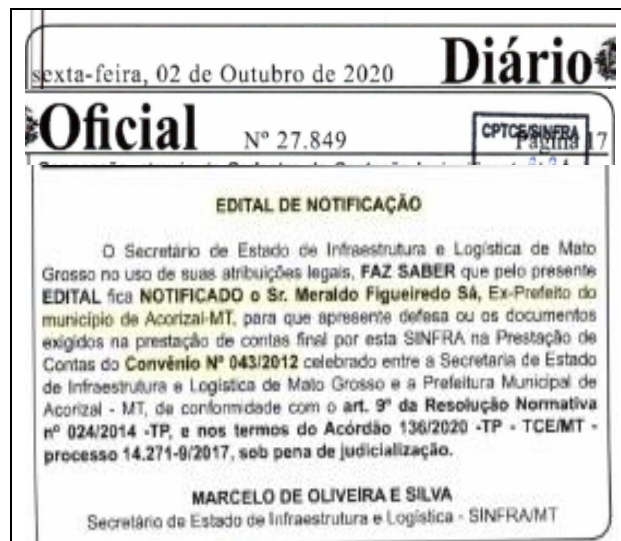 sexta-feira, 02 de Outubro de 2020 Diário
Oficial Nº 27.849 Página 17
CPTCE/SINFRA
EDITAL DE NOTIFICAÇÃO
O Secretário de Estado de Infraestrutura e Logística de Mato
Grosso no uso de suas atribuições legais, FAZ SABER que pelo presente
EDITAL fica NOTIFICADO o Sr. Meraldo Figueiredo Sá, Ex-Prefeito do
município de Acorizal-MT, para que apresente defesa ou os documentos
exigidos na prestação de contas final por esta SINFRA na Prestação de
Contas do Convênio Nº 043/2012 celebrado entre a Secretaria de Estado
de Infraestrutura e Logística de Mato Grosso e a Prefeitura Municipal de
Acorizal - MT, de conformidade com o art. 9º da Resolução Normativa
nº 024/2014 -TP, e nos termos do Acórdão 136/2020 -TP - TCE/MT -
processo 14.271-9/2017, sob pena de judicialização.
MARCELO DE OLIVEIRA E SILVA
Secretário de Estado de Infraestrutura e Logística - SINFRA/MT